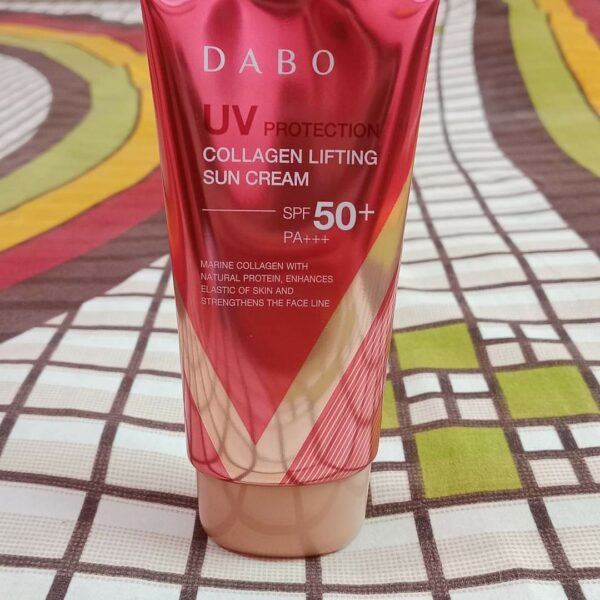 DABO
UV PROTECTION
COLLAGEN LIFTING
SUN CREAM
SPF 50+
PA+++
MARINE COLLAGEN WITH
NATURAL PROTEIN, ENHANCES
ELASTIC OF SKIN AND
STRENGTHENS THE FACE LINE